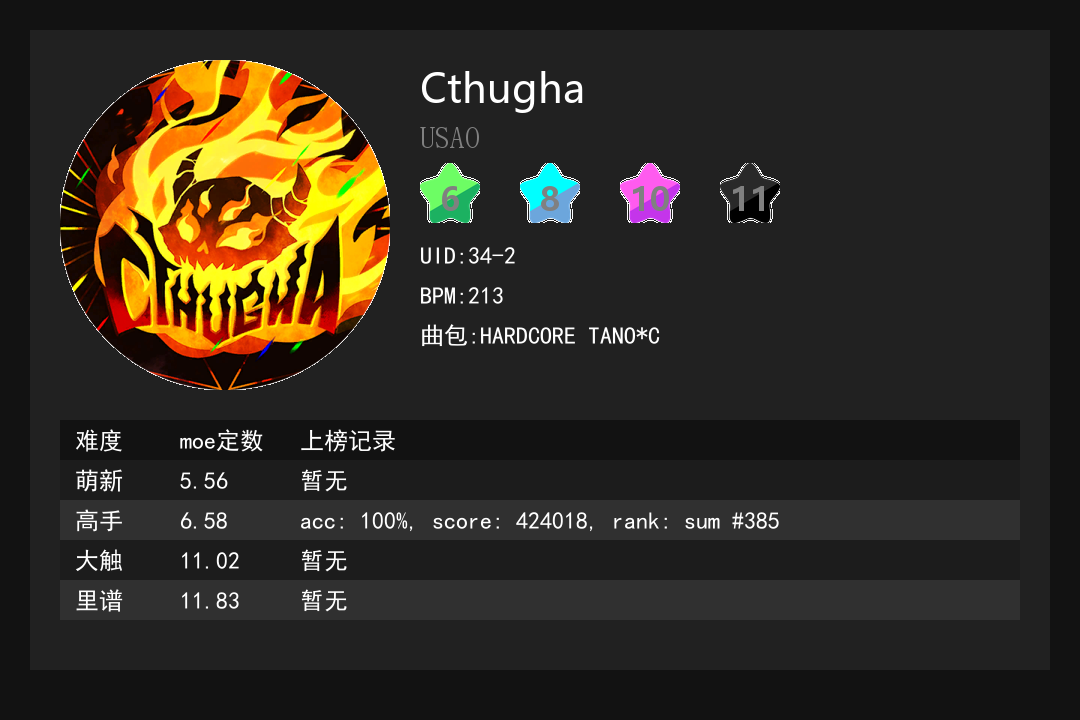 Cthugha
USAO
6 8 10 11
UID:34-2
BPM:213
曲包:HARDCORE TANO*C
CTHUGHA
难度 moe定数 上榜记录
萌新 5.56 暂无
高手 6.58 acc: 100%, score: 424018, rank: sum #385
大触 11.02 暂无
里谱 11.83 暂无